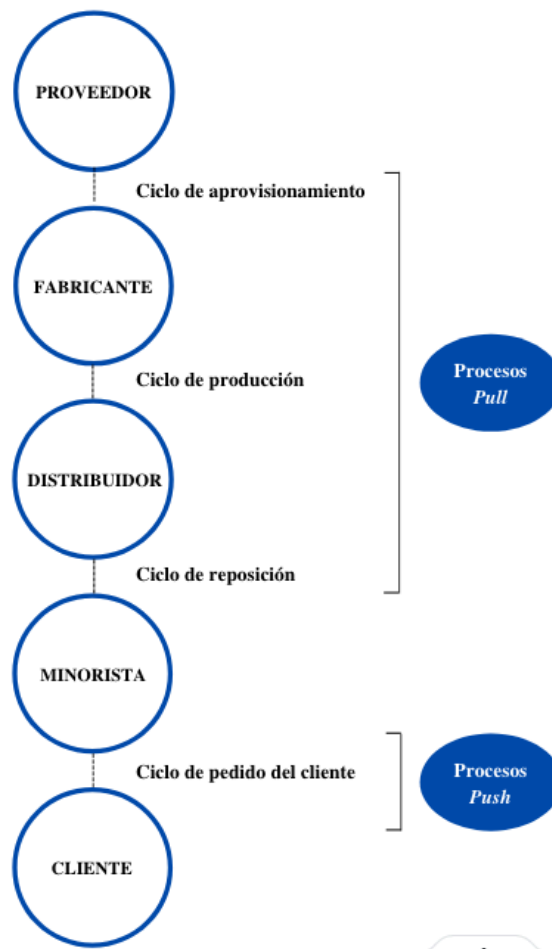 PROVEEDOR
Ciclo de aprovisionamiento
FABRICANTE
Procesos
Pull
Ciclo de producción
DISTRIBUIDOR
Ciclo de reposición
MINORISTA
Ciclo de pedido del cliente
Procesos
Push
CLIENTE